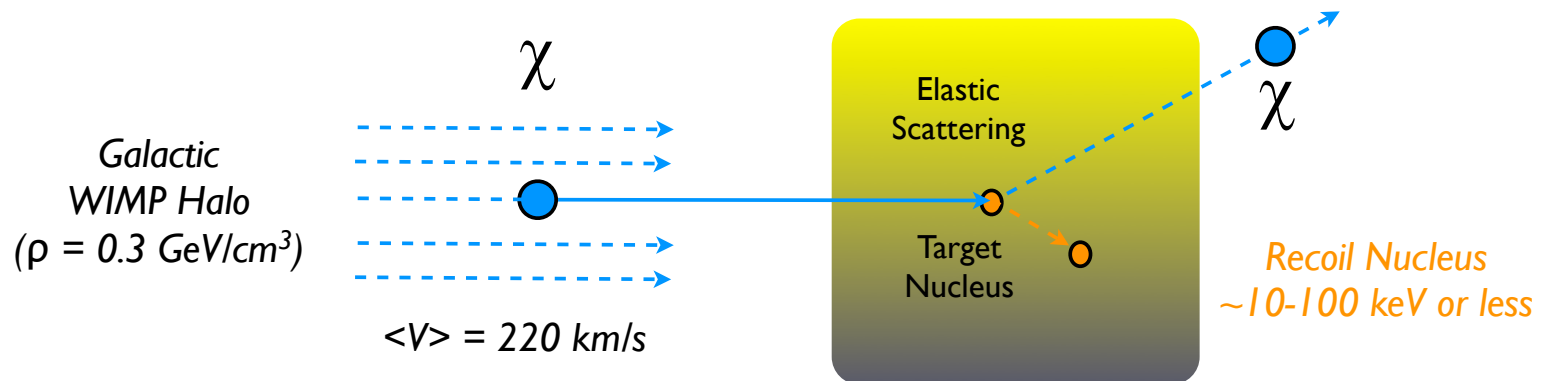 χ
Galactic
WIMP Halo
(ρ = 0.3 GeV/cm³)
<V> = 220 km/s
Elastic
Scattering
Target
Nucleus
χ
Recoil Nucleus
~10-100 keV or less